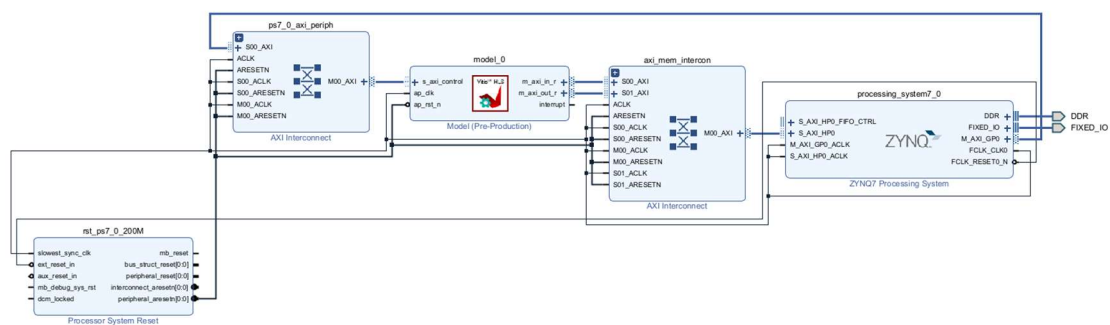 ps7_0_axi_periph
S00_AXI
ACLK
ARESETN
S00_ACLK
S00_ARESETN
M00_ACLK
M00_ARESETN
M00_AXI
AXI Interconnect
model_0
s_axi_control
ap_clk
ap_rst_n
m_axi_in_r
m_axi_out_r
interrupt
Model (Pre-Production)
axi_mem_intercon
S00_AXI
S01_AXI
ACLK
ARESETN
S00_ACLK
S00_ARESETN
M00_ACLK
M00_ARESETN
S01_ACLK
S01_ARESETN
M00_AXI
AXI Interconnect
processing_system7_0
S_AXI_HP0_FIFO_CTRL
S_AXI_HP0
M_AXI_GP0_ACLK
S_AXI_HP0_ACLK
ZYNQ
DDR
FIXED_IO
M_AXI_GP0
FCLK_CLK0
FCLK_RESET0_N
ZYNQ7 Processing System
DDR
FIXED_IO
rst_ps7_0_200M
slowest_sync_clk
ext_reset_in
aux_reset_in
mb_debug_sys_rst
dcm_locked
mb_reset
bus_struct_reset[0:0]
peripheral_reset[0:0]
interconnect_aresetn[0:0]
peripheral_aresetn[0:0]
Processor System Reset